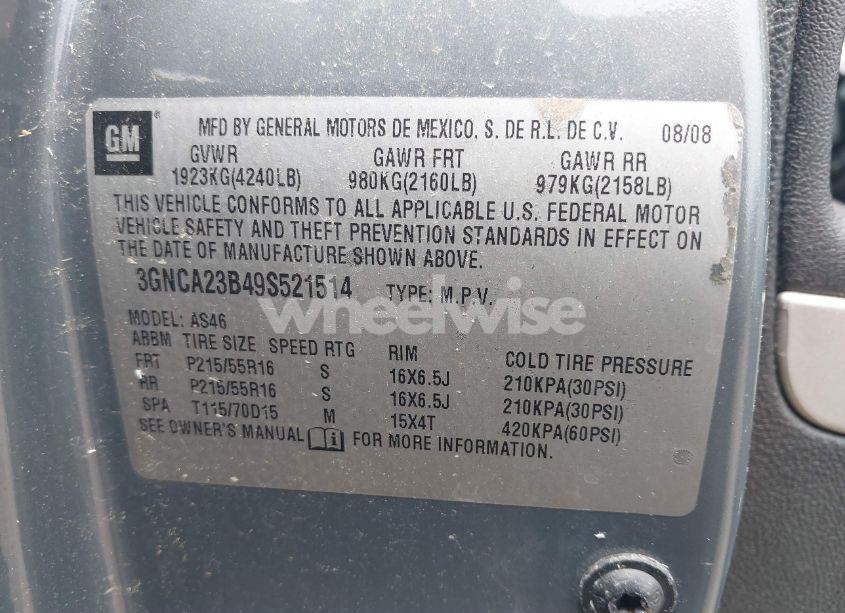 GM
MFD BY GENERAL MOTORS DE MEXICO, S. DE R.L. DE C.V. 08/08
GVWR GAWR FRT GAWR RR
1923KG(4240LB) 980KG(2160LB) 979KG(2158LB)
THIS VEHICLE CONFORMS TO ALL APPLICABLE U.S. FEDERAL MOTOR
VEHICLE SAFETY AND THEFT PREVENTION STANDARDS IN EFFECT ON
THE DATE OF MANUFACTURE SHOWN ABOVE.
3GNCA23B49S521514 TYPE: M.P.V.
wheelwise
MODEL: AS46
ABBM TIRE SIZE SPEED RTG RIM COLD TIRE PRESSURE
FRT P215/55R16 S 16X6.5J 210KPA(30PSI)
RR P215/55R16 S 16X6.5J 210KPA(30PSI)
SPA T115/70D15 M 15X4T 420KPA(60PSI)
SEE OWNER'S MANUAL FOR MORE INFORMATION.